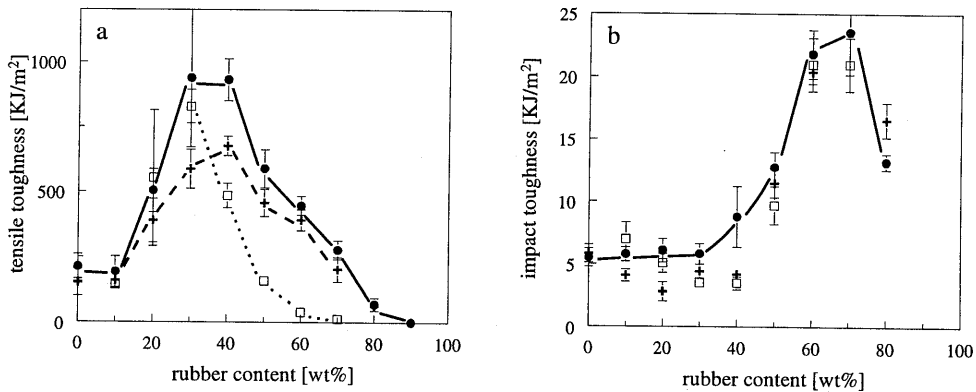 a
1000
500
0
tensile toughness [KJ/m²]
0 20 40 60 80 100
rubber content [wt%]
b
25
20
15
10
5
0
impact toughness [KJ/m²]
0 20 40 60 80 100
rubber content [wt%]